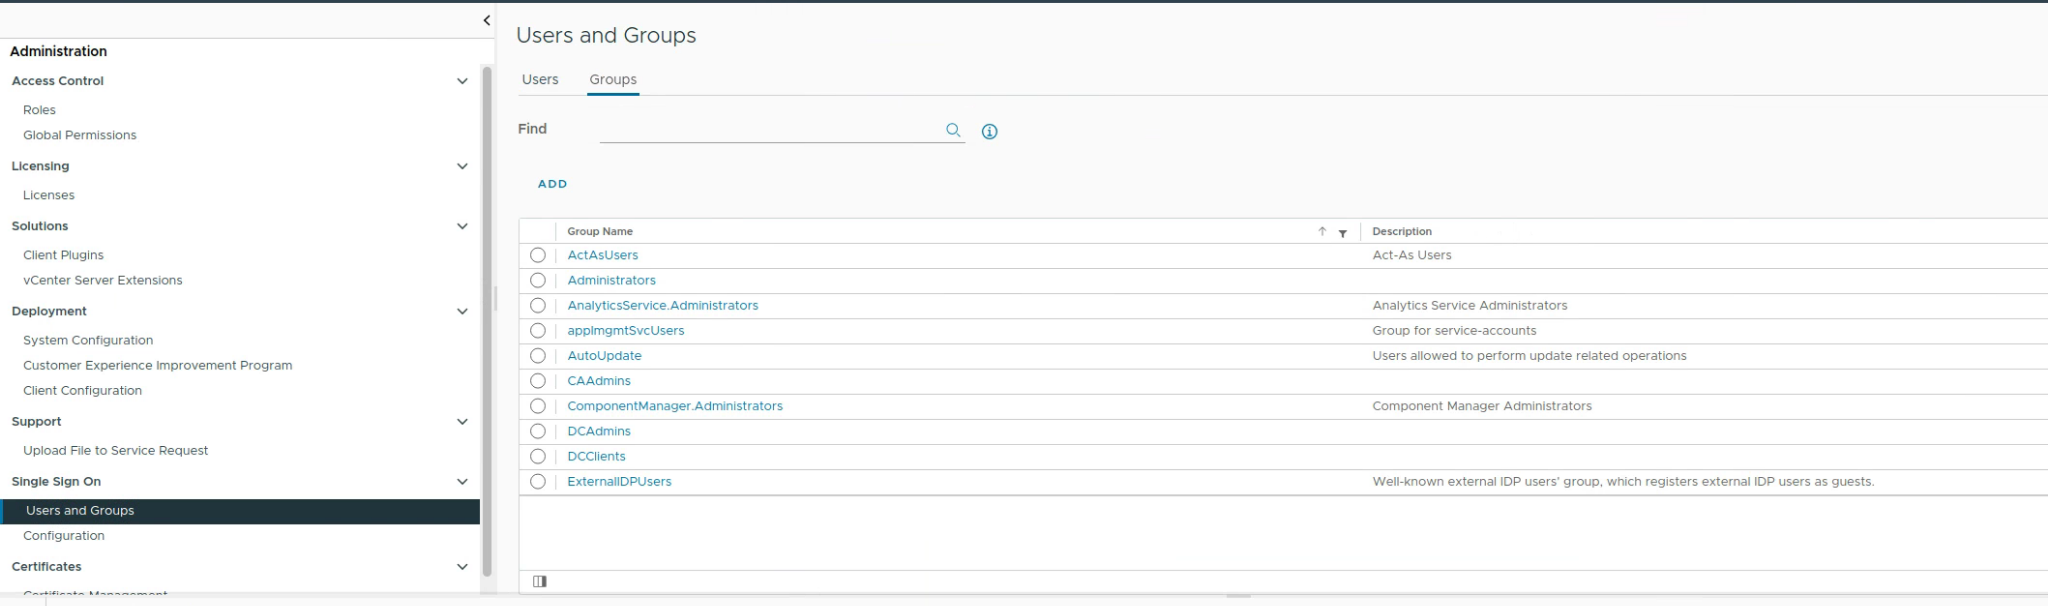 Administration
Access Control
Roles
Global Permissions
Licensing
Licenses
Solutions
Client Plugins
vCenter Server Extensions
Deployment
System Configuration
Customer Experience Improvement Program
Client Configuration
Support
Upload File to Service Request
Single Sign On
Users and Groups
Configuration
Certificates
Certificate Management
Users and Groups
Users Groups
Find
ADD
Group Name Description
ActAsUsers Act-As Users
Administrators
AnalyticsService.Administrators Analytics Service Administrators
applmgmtSvcUsers Group for service-accounts
AutoUpdate Users allowed to perform update related operations
CAAdmins
ComponentManager.Administrators Component Manager Administrators
DCAdmins
DCClients
ExternalIDPUsers Well-known external IDP users' group, which registers external IDP users as guests.